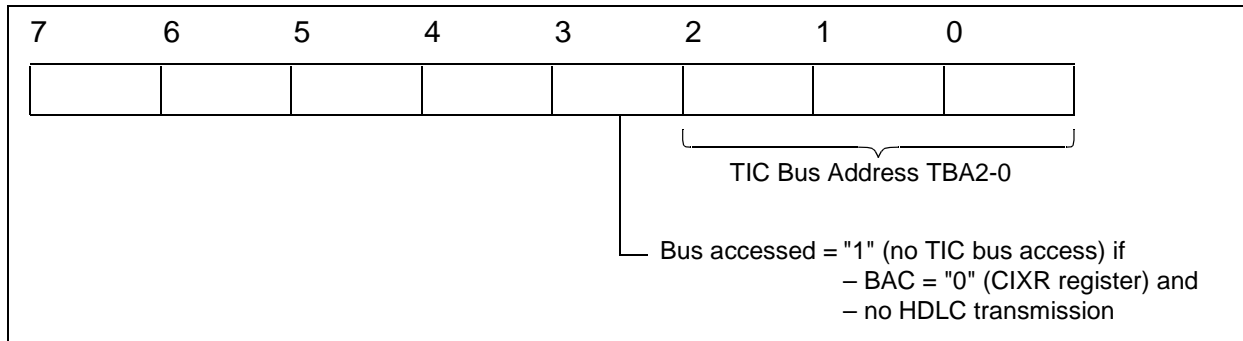 7 6 5 4 3 2 1 0
TIC Bus Address TBA2-0
Bus accessed = "1" (no TIC bus access) if
– BAC = "0" (CIXR register) and
– no HDLC transmission